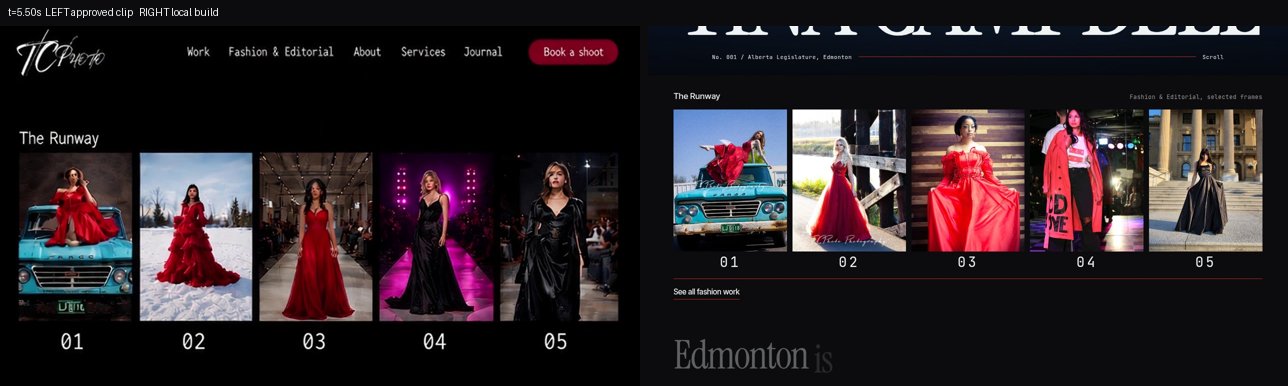 t=5.50s LEFT approved clip RIGHT local build
TC Photo
Work Fashion & Editorial About Services Journal Book a shoot
The Runway
01 02 03 04 05
No. 001 / Alberta Legislature, Edmonton Scroll
The Runway Fashion & Editorial, selected frames
01 02 03 04 05
See all fashion work
Edmonton is